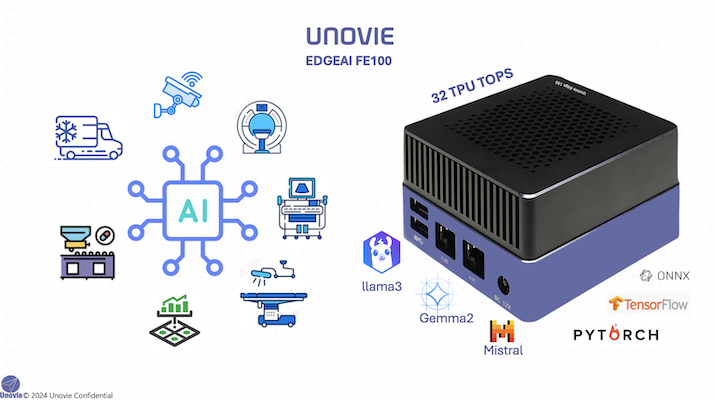 UNOVIE
EDGEAI FE100
32 TPU TOPS
AI
llama3
Gemma2
Mistral
ONNX
TensorFlow
PYTORCH
Unovie
© 2024 Unovie Confidential